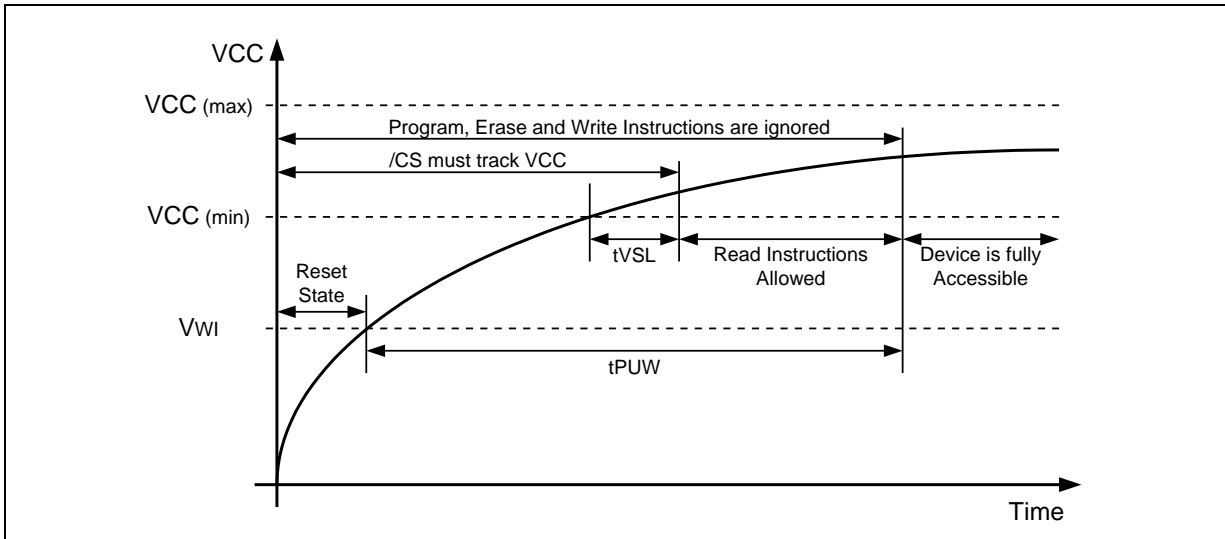 VCC
VCC (max)
Program, Erase and Write Instructions are ignored
/CS must track VCC
VCC (min)
tVSL
Read Instructions
Allowed
Device is fully
Accessible
Reset
State
VWI
tPUW
Time